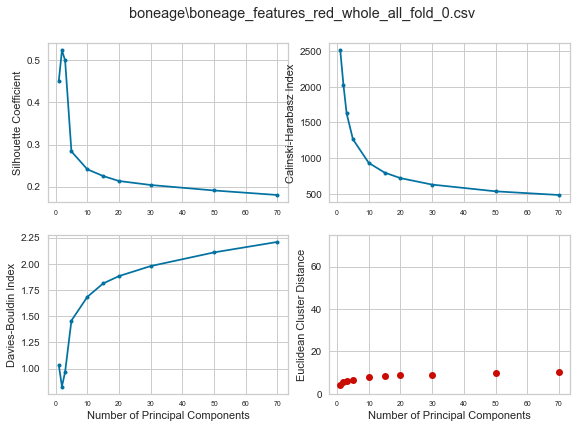 boneage\boneage_features_red_whole_all_fold_0.csv
Silhouette Coefficient
0.5
0.4
0.3
0.2
0 10 20 30 40 50 60 70
Calinski-Harabasz Index
2500
2000
1500
1000
500
0 10 20 30 40 50 60 70
Davies-Bouldin Index
2.25
2.00
1.75
1.50
1.25
1.00
0 10 20 30 40 50 60 70
Number of Principal Components
Euclidean Cluster Distance
60
40
20
0
0 10 20 30 40 50 60 70
Number of Principal Components